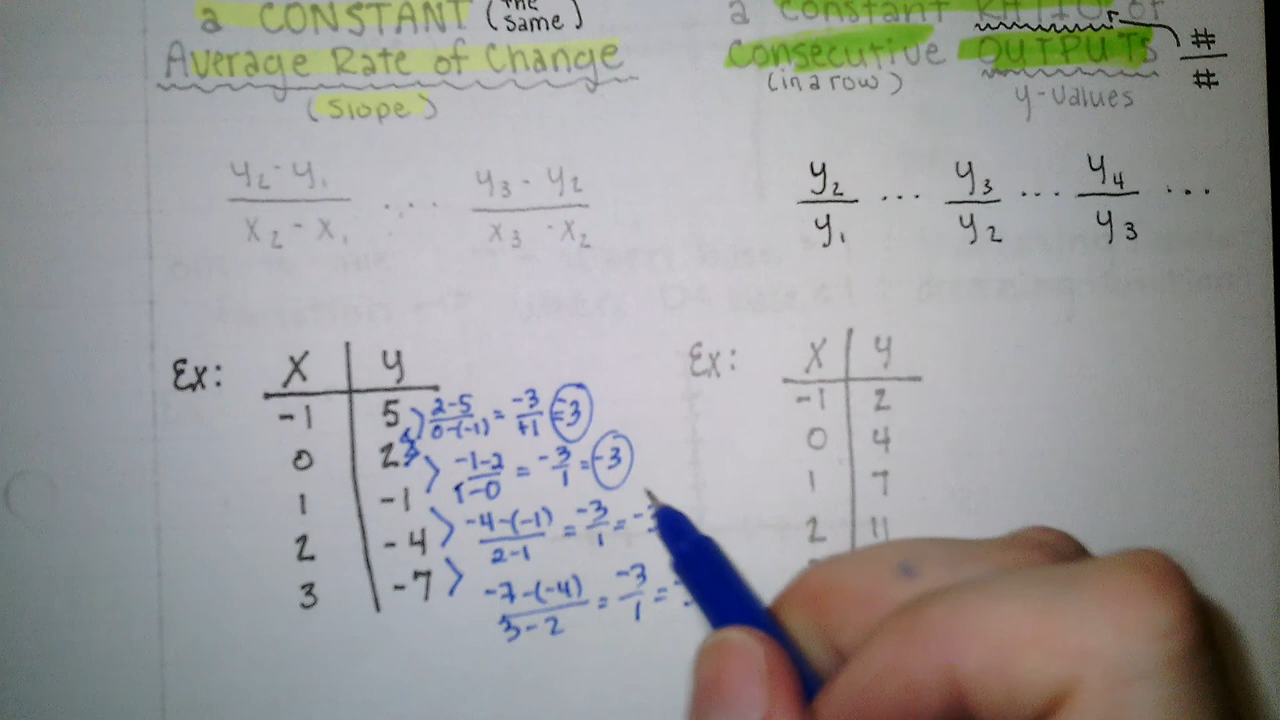 a CONSTANT (the same)
Average Rate of Change
(slope)
y₂ - y₁ / x₂ - x₁ .... y₃ - y₂ / x₃ - x₂
Ex:
x | y
-1 | 5
0 | 2
1 | -1
2 | -4
3 | -7
2-5 / 0-(-1) = -3 / +1 = -3
-1-2 / 1-0 = -3 / 1 = -3
-4-(-1) / 2-1 = -3 / 1 = -3
-7-(-4) / 3-2 = -3 / 1 =
a constant RATIO of
Consecutive OUTPUTS # / #
(in a row) y-values
y₂ / y₁ ... y₃ / y₂ ... y₄ / y₃ ...
Ex:
x | y
-1 | 2
0 | 4
1 | 7
2 | 11